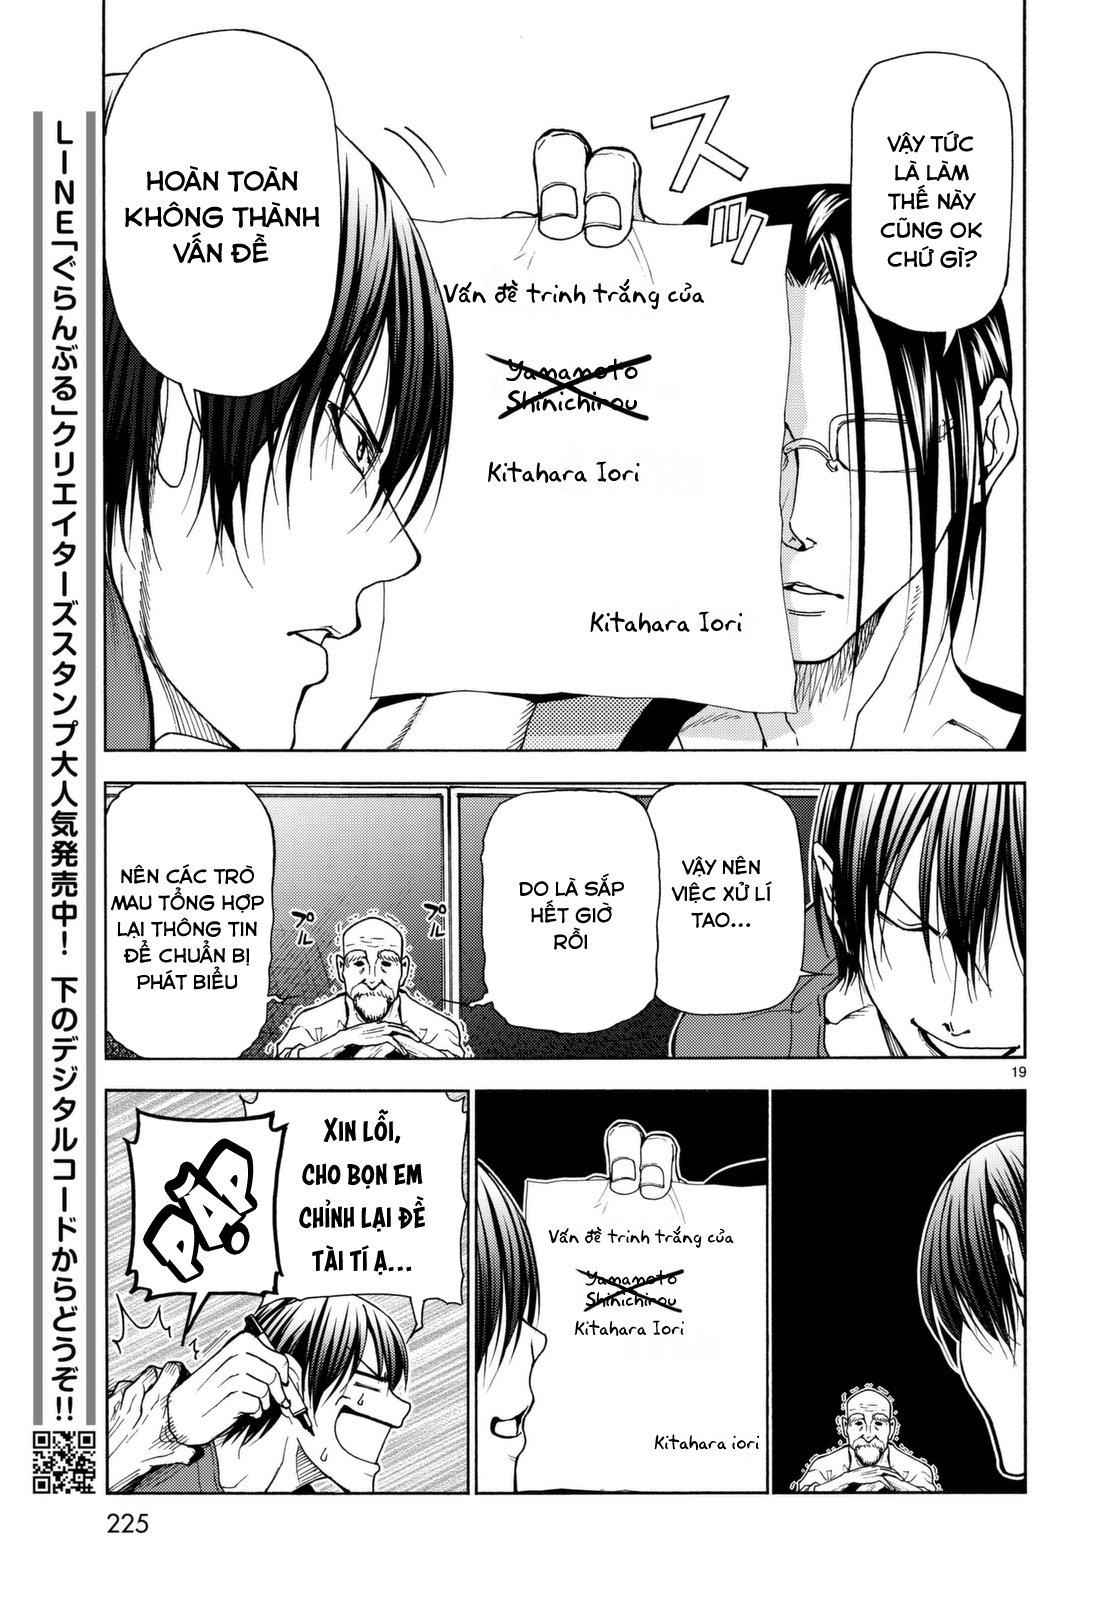 VẬY TỨC
LÀ LÀM
THẾ NÀY
CŨNG OK
CHỨ GÌ?
ス
ッ
HOÀN TOÀN
KHÔNG THÀNH
VẤN ĐỀ
Vấn đề trinh trắng của
Yamamoto
Shinichirou
Kitahara Iori
Kitahara Iori
VẬY NÊN
VIỆC XỬ LÍ
TAO...
DO LÀ SẮP
HẾT GIỜ
RỒI
NÊN CÁC TRÒ
MAU TỔNG HỢP
LẠI THÔNG TIN
ĐỂ CHUẨN BỊ
PHÁT BIỂU
プル
プル
19
Vấn đề trinh trắng của
Yamamoto
Shinichirou
Kitahara Iori
Kitahara iori
XIN LỖI,
CHO BỌN EM
CHỈNH LẠI ĐỀ
TÀI TÍ Ạ...
PẶP
LINE「ぐらんぶる」クリエイターズスタンプ大人気発売中！ 下のデジタルコードからどうぞ!!
225